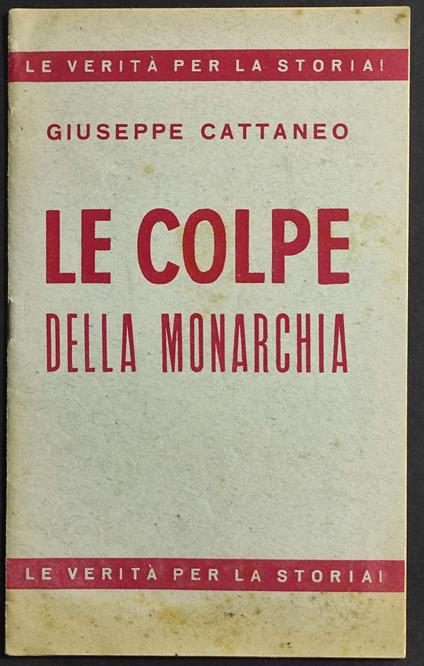 LE VERITÀ PER LA STORIA!
GIUSEPPE CATTANEO
LE COLPE
DELLA MONARCHIA
LE VERITÀ PER LA STORIA!